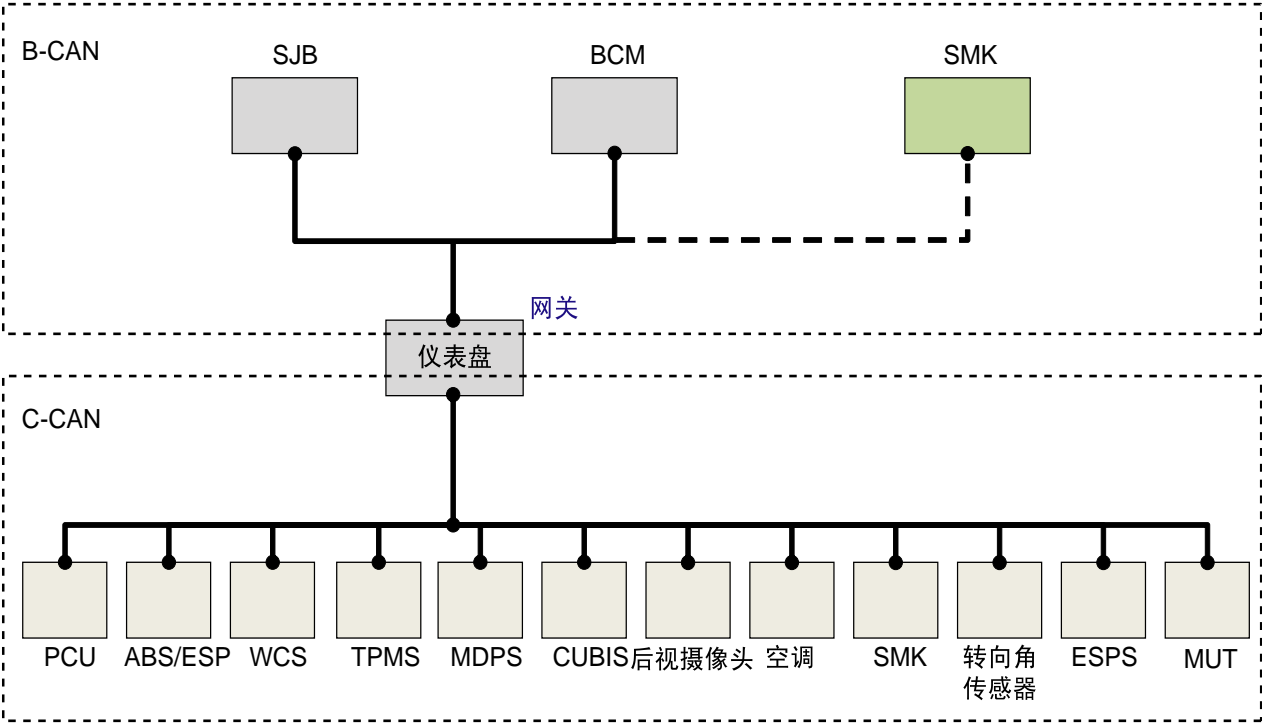 B-CAN
SJB
BCM
SMK
网关
仪表盘
C-CAN
PCU
ABS/ESP
WCS
TPMS
MDPS
CUBIS
后视摄像头
空调
SMK
转向角
传感器
ESPS
MUT